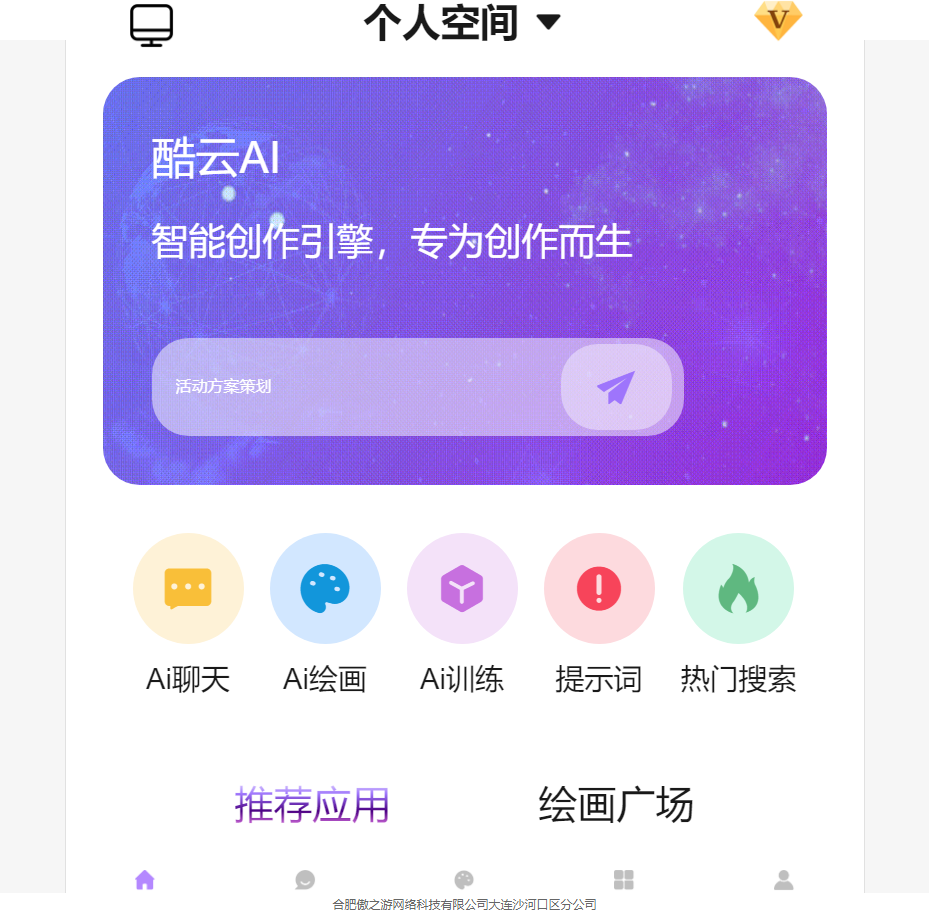 个人空间
V
酷云AI
智能创作引擎，专为创作而生
活动方案策划
Ai聊天
Ai绘画
Ai训练
提示词
热门搜索
推荐应用
绘画广场
合肥傲之游网络科技有限公司大连沙河口区分公司